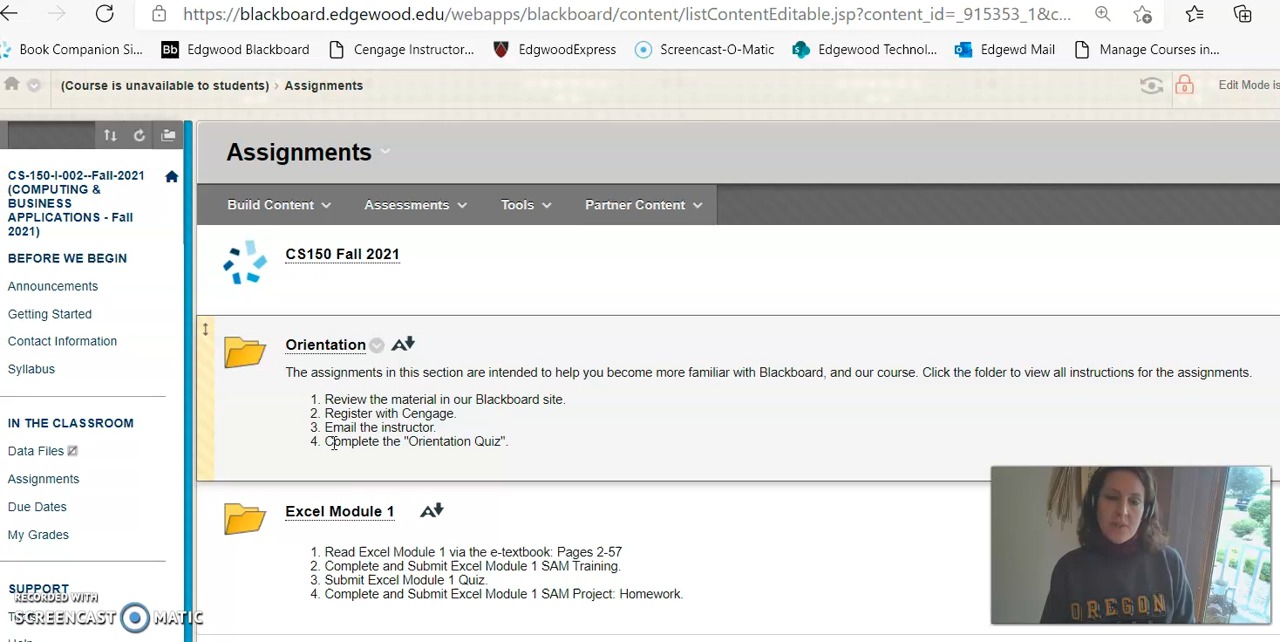 https://blackboard.edgewood.edu/webapps/blackboard/content/listContentEditable.jsp?content_id=_915353_1&c...
Book Companion Si... Bb Edgwood Blackboard Cengage Instructor... EdgwoodExpress Screencast-O-Matic Edgewood Technol... Edgewd Mail Manage Courses in...
(Course is unavailable to students) > Assignments Edit Mode is
Assignments
Build Content Assessments Tools Partner Content
CS-150-I-002--Fall-2021
(COMPUTING &
BUSINESS
APPLICATIONS - Fall
2021)
BEFORE WE BEGIN
Announcements
Getting Started
Contact Information
Syllabus
IN THE CLASSROOM
Data Files
Assignments
Due Dates
My Grades
SUPPORT
CS150 Fall 2021
Orientation
The assignments in this section are intended to help you become more familiar with Blackboard, and our course. Click the folder to view all instructions for the assignments.
1. Review the material in our Blackboard site.
2. Register with Cengage.
3. Email the instructor.
4. Complete the "Orientation Quiz".
Excel Module 1
1. Read Excel Module 1 via the e-textbook: Pages 2-57
2. Complete and Submit Excel Module 1 SAM Training.
3. Submit Excel Module 1 Quiz.
4. Complete and Submit Excel Module 1 SAM Project: Homework.
OREGON
RECORDED WITH
SCREENCAST MATIC